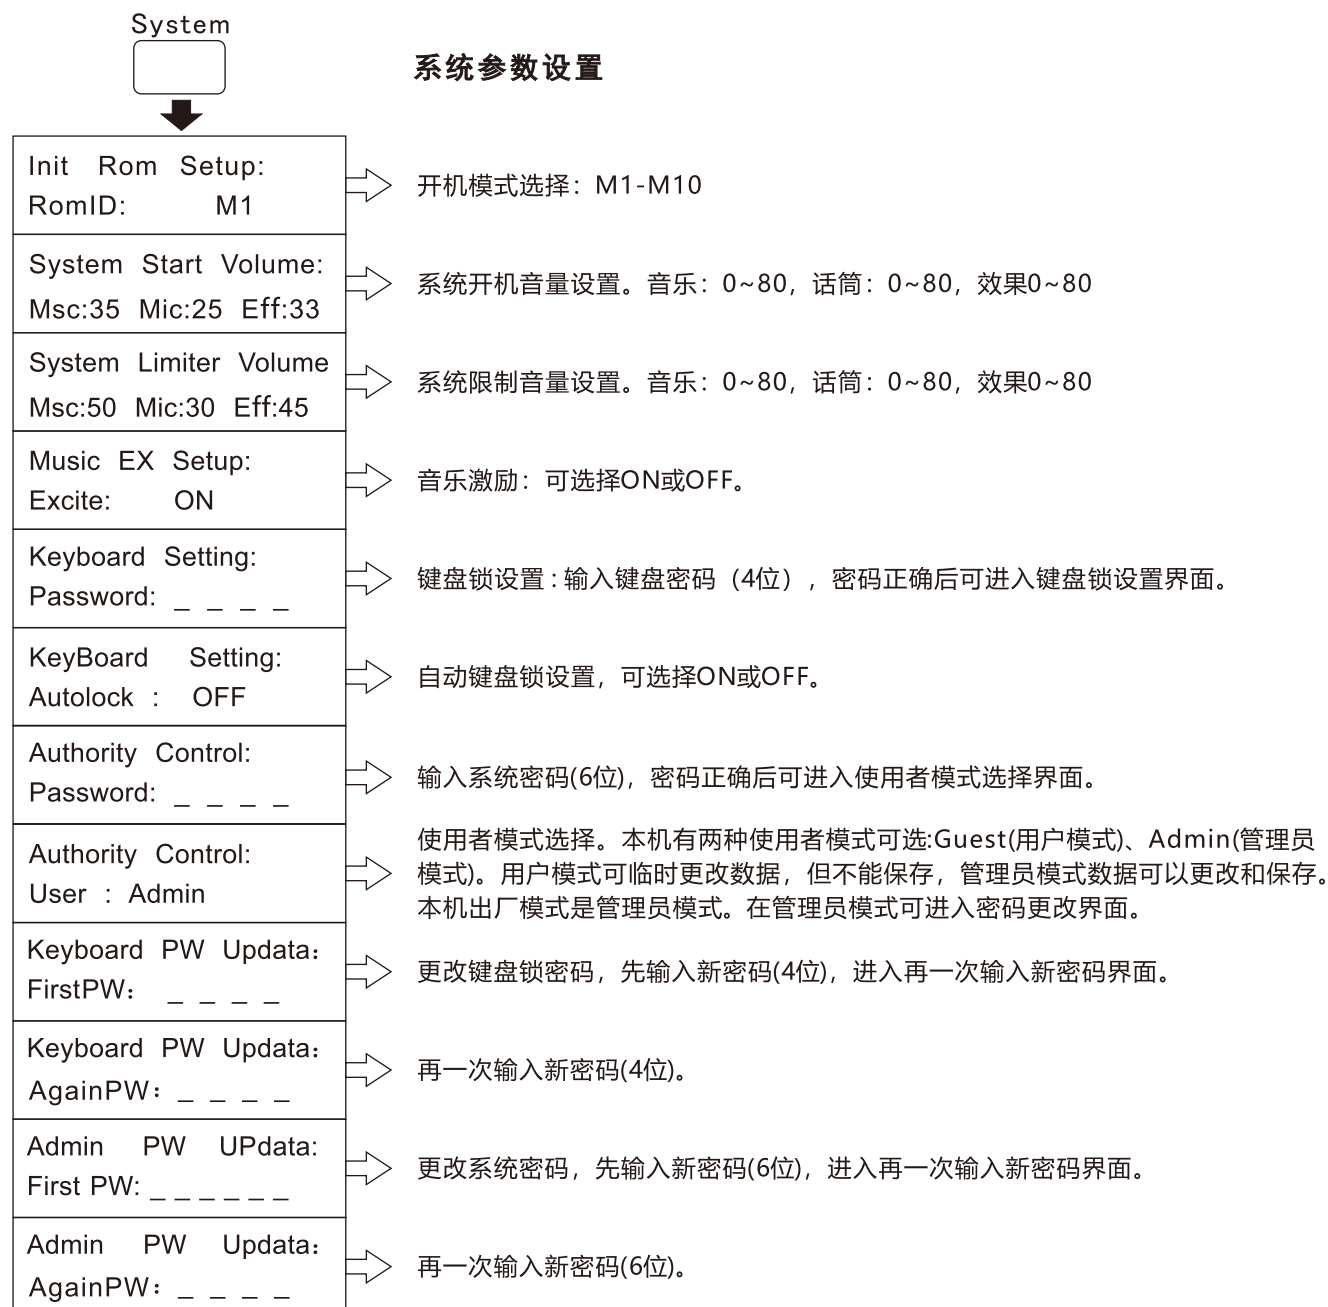 System
系统参数设置
Init Rom Setup:
RomID: M1
开机模式选择：M1-M10
System Start Volume:
Msc:35 Mic:25 Eff:33
系统开机音量设置。音乐：0~80，话筒：0~80，效果0~80
System Limiter Volume
Msc:50 Mic:30 Eff:45
系统限制音量设置。音乐：0~80，话筒：0~80，效果0~80
Music EX Setup:
Excite: ON
音乐激励：可选择ON或OFF。
Keyboard Setting:
Password: _ _ _ _
键盘锁设置:输入键盘密码（4位），密码正确后可进入键盘锁设置界面。
KeyBoard Setting:
Autolock : OFF
自动键盘锁设置，可选择ON或OFF。
Authority Control:
Password: _ _ _ _
输入系统密码(6位)，密码正确后可进入使用者模式选择界面。
Authority Control:
User : Admin
使用者模式选择。本机有两种使用者模式可选:Guest(用户模式)、Admin(管理员
模式)。用户模式可临时更改数据，但不能保存，管理员模式数据可以更改和保存。
本机出厂模式是管理员模式。在管理员模式可进入密码更改界面。
Keyboard PW Updata：
FirstPW： _ _ _ _
更改键盘锁密码，先输入新密码(4位)，进入再一次输入新密码界面。
Keyboard PW Updata：
AgainPW：_ _ _ _
再一次输入新密码(4位)。
Admin PW UPdata:
First PW: _ _ _ _ _ _
更改系统密码，先输入新密码(6位)，进入再一次输入新密码界面。
Admin PW Updata：
AgainPW：_ _ _ _
再一次输入新密码(6位)。